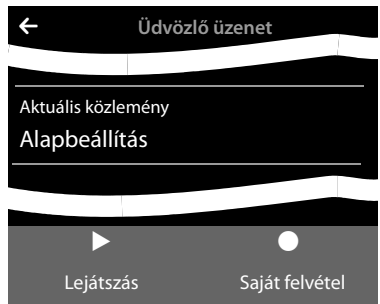 Üdvözlő üzenet
Aktuális közlemény
Alapbeállítás
Lejátszás Saját felvétel